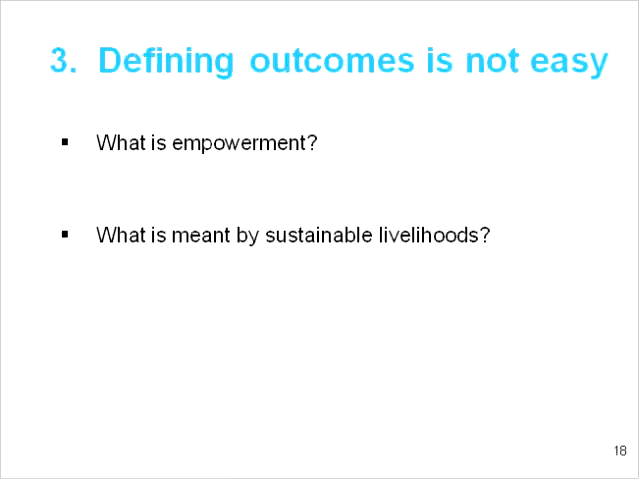 3. Defining outcomes is not easy
▪ What is empowerment?
▪ What is meant by sustainable livelihoods?
18